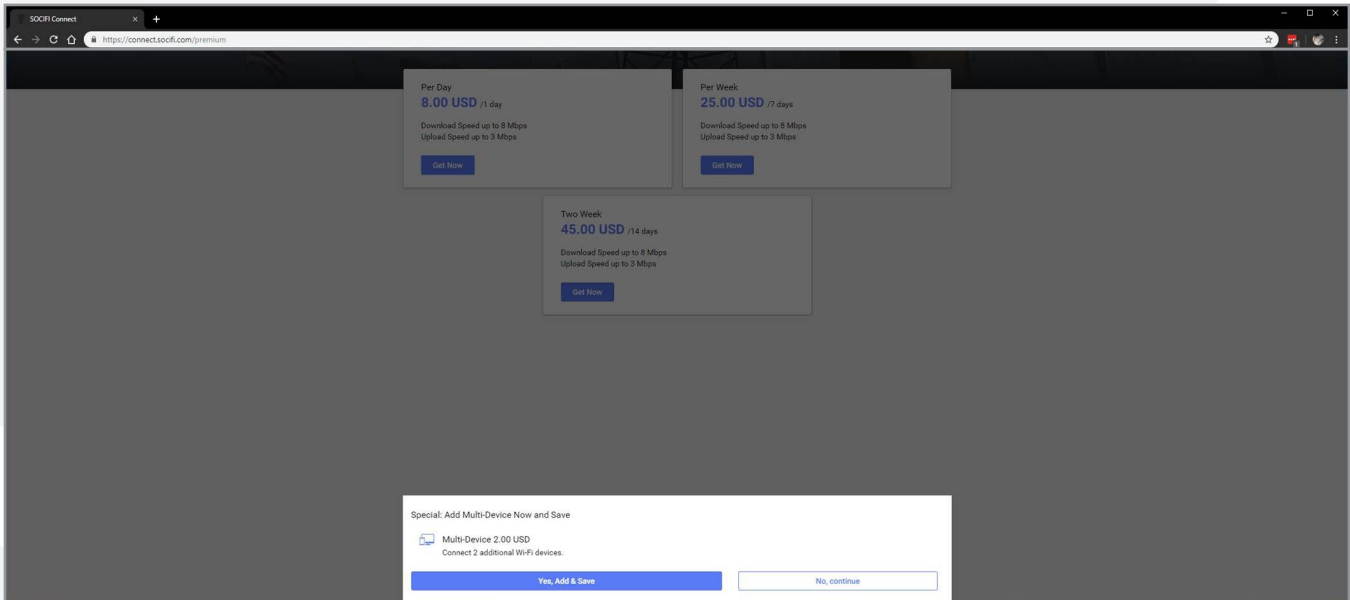 SOCIFI Connect
https://connect.socifi.com/premium
Per Day
8.00 USD /1 day
Download Speed up to 8 Mbps
Upload Speed up to 3 Mbps
Get Now
Per Week
25.00 USD /7 days
Download Speed up to 8 Mbps
Upload Speed up to 3 Mbps
Get Now
Two Week
45.00 USD /14 days
Download Speed up to 8 Mbps
Upload Speed up to 3 Mbps
Get Now
Special: Add Multi-Device Now and Save
Multi-Device 2.00 USD
Connect 2 additional Wi-Fi devices.
Yes, Add & Save
No, continue